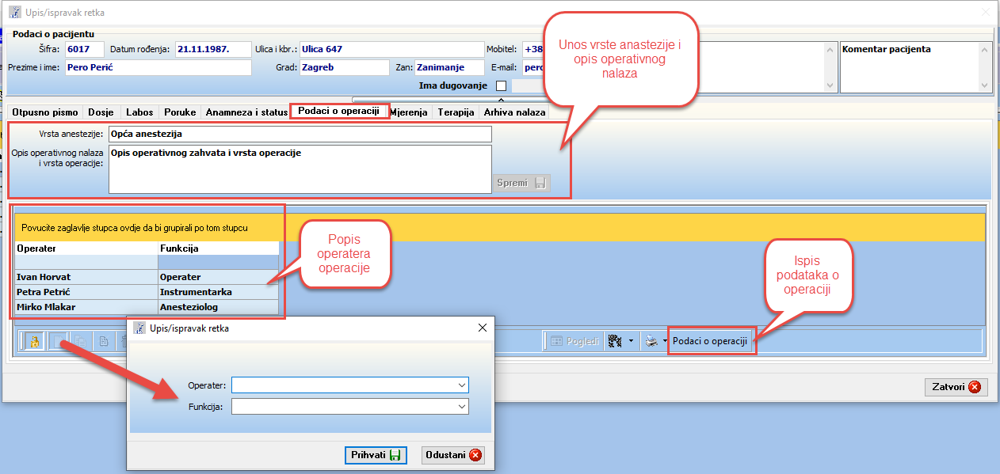 Upis/ispravak retka
Podaci o pacijentu
Šifra: 6017 Datum rođenja: 21.11.1987. Ulica i kbr.: Ulica 647 Mobitel: +38
Prezime i ime: Pero Perić Grad: Zagreb Zan: Zanimanje E-mail: pero
Ima dugovanje
Komentar pacijenta
Unos vrste anastezije i
opis operativnog
nalaza
Otpusno pismo Dosje Labos Poruke Anamneza i status Podaci o operaciji Mjerenja Terapija Arhiva nalaza
Vrsta anestezije: Opća anestezija
Opis operativnog nalaza
i vrsta operacije:
Opis operativnog zahvata i vrsta operacije
Spremi
Povucite zaglavlje stupca ovdje da bi grupirali po tom stupcu
Operater Funkcija
Ivan Horvat Operater
Petra Petrić Instrumentarka
Mirko Mlakar Anesteziolog
Popis
operatera
operacije
Ispis
podataka o
operaciji
Pogledi Podaci o operaciji
Zatvori
Upis/ispravak retka
Operater:
Funkcija:
Prihvati Odustani